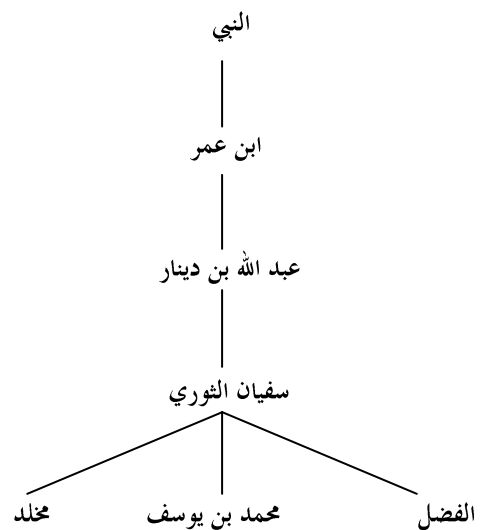 النبي
ابن عمر
عبد الله بن دينار
سفيان الثوري
الفضل محمد بن يوسف مخلد